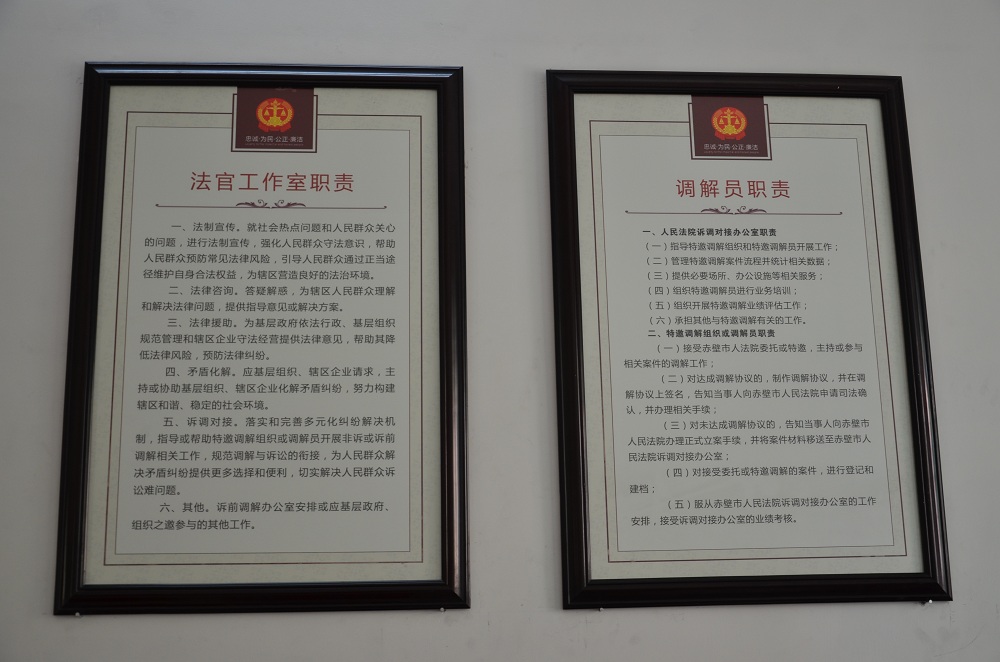 忠诚·为民·公正·廉洁
法官工作室职责
一、法制宣传。就社会热点问题和人民群众关心
的问题，进行法制宣传，强化人民群众守法意识，帮助
人民群众预防常见法律风险，引导人民群众通过正当途
径维护自身合法权益，为辖区营造良好的法治环境。
二、法律咨询。答疑解惑，为辖区人民群众理解
和解决法律问题，提供指导意见或解决方案。
三、法律援助。为基层政府依法行政、基层组织
规范管理和辖区企业守法经营提供法律意见，帮助其降
低法律风险，预防法律纠纷。
四、矛盾化解。应基层组织、辖区企业请求，主
持或协助基层组织、辖区企业化解矛盾纠纷，努力构建
辖区和谐、稳定的社会环境。
五、诉调对接。落实和完善多元化纠纷解决机
制，指导或帮助特邀调解组织或调解员开展非诉或诉前
调解相关工作，规范调解与诉讼的衔接，为人民群众解
决矛盾纠纷提供更多选择和便利，切实解决人民群众诉
讼难问题。
六、其他。诉前调解办公室安排或应基层政府、
组织之邀参与的其他工作。
忠诚·为民·公正·廉洁
调解员职责
一、人民法院诉调对接办公室职责
（一）指导特邀调解组织和特邀调解员开展工作；
（二）管理特邀调解案件流程并统计相关数据；
（三）提供必要场所、办公设施等相关服务；
（四）组织特邀调解员进行业务培训；
（五）组织开展特邀调解业绩评估工作；
（六）承担其他与特邀调解有关的工作。
二、特邀调解组织或调解员职责
（一）接受赤壁市人法院委托或特邀，主持或参与
相关案件的调解工作；
（二）对达成调解协议的，制作调解协议，并在调
解协议上签名，告知当事人向赤壁市人民法院申请司法确
认，并办理相关手续；
（三）对未达成调解协议的，告知当事人向赤壁市
人民法院办理正式立案手续，并将案件材料移送至赤壁市人
民法院诉调对接办公室；
（四）对接受委托或特邀调解的案件，进行登记和
建档；
（五）服从赤壁市人民法院诉调对接办公室的工作
安排，接受诉调对接办公室的业绩考核。